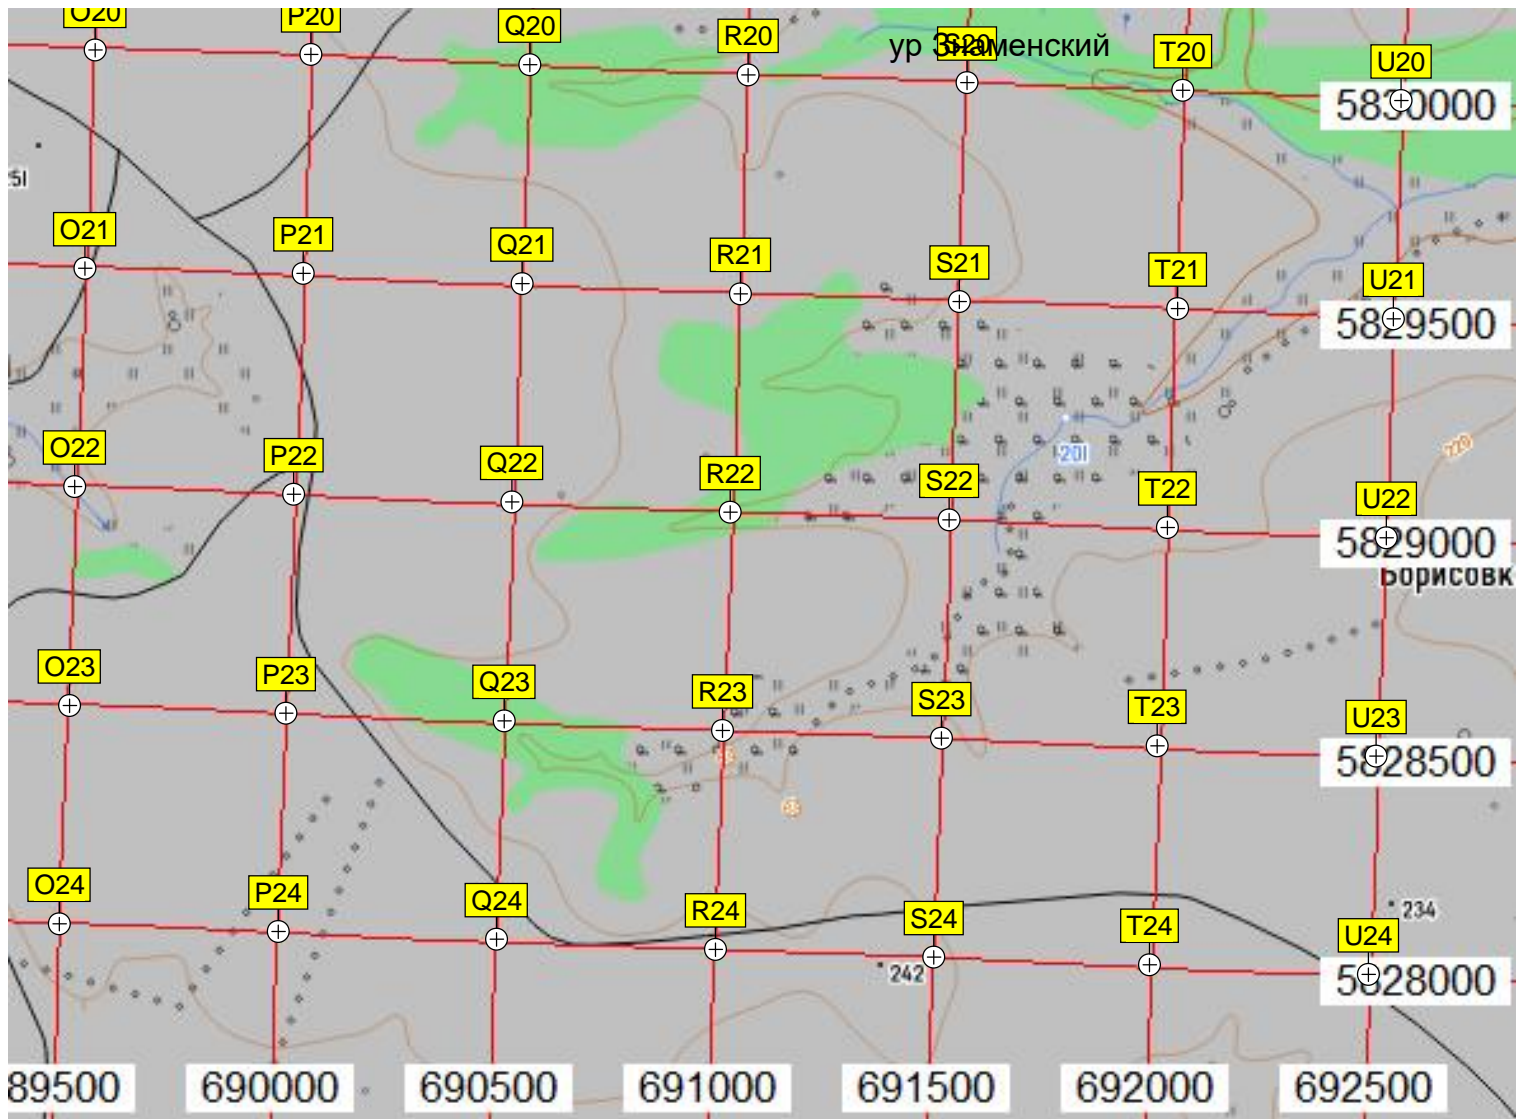 O20 P20 Q20 R20 S20 T20 U20
ур Знаменский
5830000
O21 P21 Q21 R21 S21 T21 U21
5829500
220
O22 P22 Q22 R22 S22 T22 U22
5829000
Борисовк
O23 P23 Q23 R23 S23 T23 U23
5828500
O24 P24 Q24 R24 S24 T24 U24
234
242
5828000
89500 690000 690500 691000 691500 692000 692500